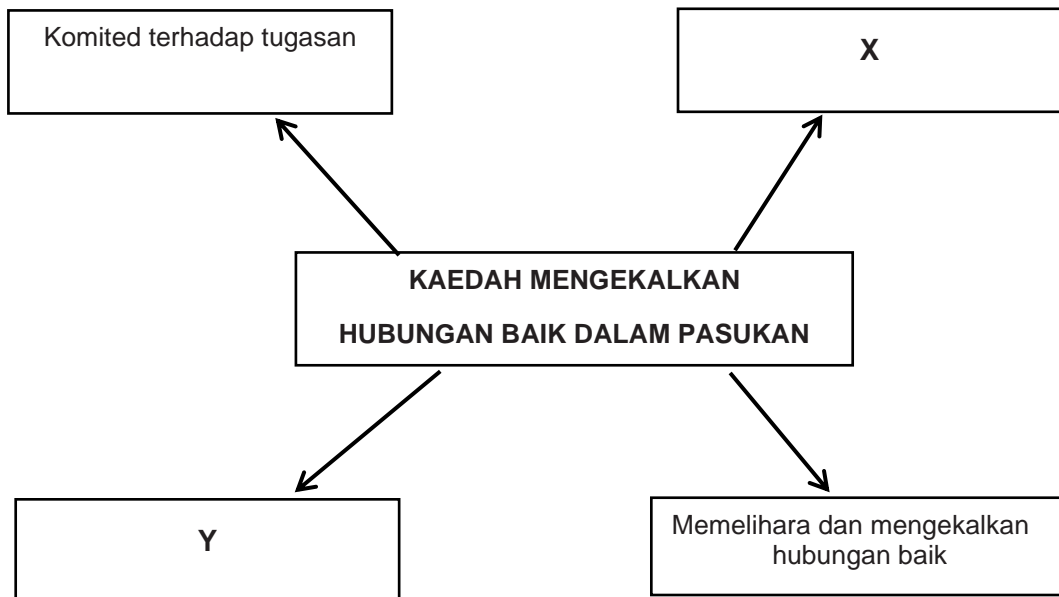 Komited terhadap tugasan
X
KAEDAH MENGEKALKAN
HUBUNGAN BAIK DALAM PASUKAN
Y
Memelihara dan mengekalkan
hubungan baik